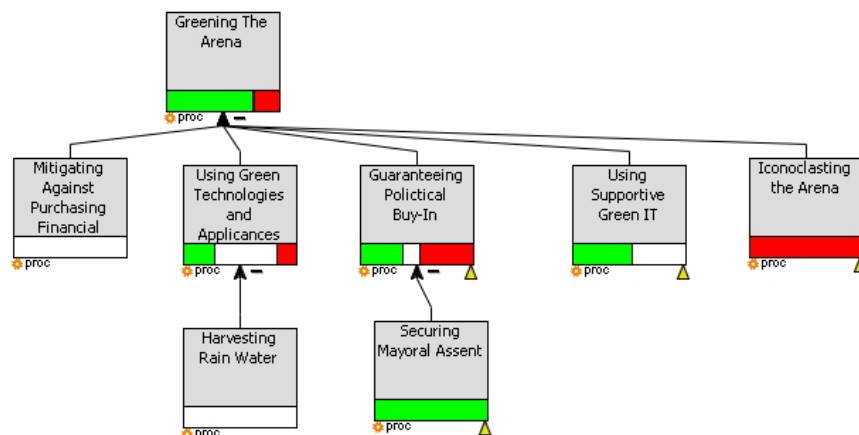 Greening The
Arena
proc
Mitigating
Against
Purchasing
Financial
proc
Using Green
Technologies
and
Applicances
proc
Guaranteeing
Polictical
Buy-In
proc
Using
Supportive
Green IT
proc
Iconoclasting
the Arena
proc
Harvesting
Rain Water
proc
Securing
Mayoral Assent
proc